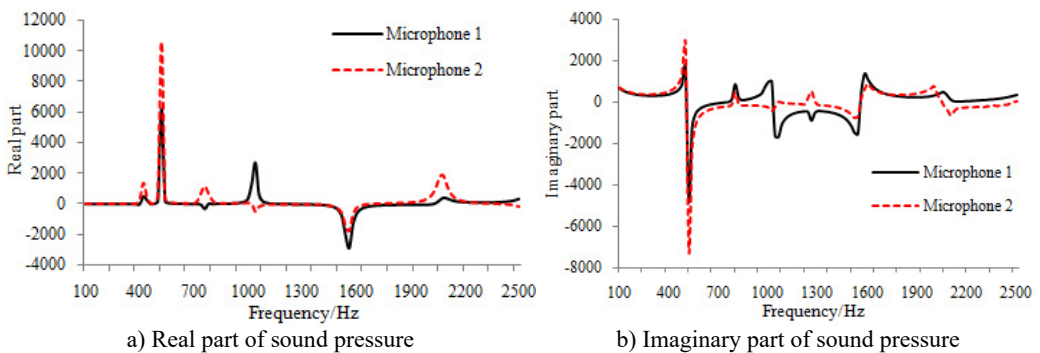 12000
10000
8000
6000
4000
2000
0
-2000
-4000
Real part
Microphone 1
Microphone 2
100 400 700 1000 1300 1600 1900 2200 2500
Frequency/Hz
a) Real part of sound pressure
4000
2000
0
-2000
-4000
-6000
-8000
Imaginary part
Microphone 1
Microphone 2
100 400 700 1000 1300 1600 1900 2200 2500
Frequency/Hz
b) Imaginary part of sound pressure